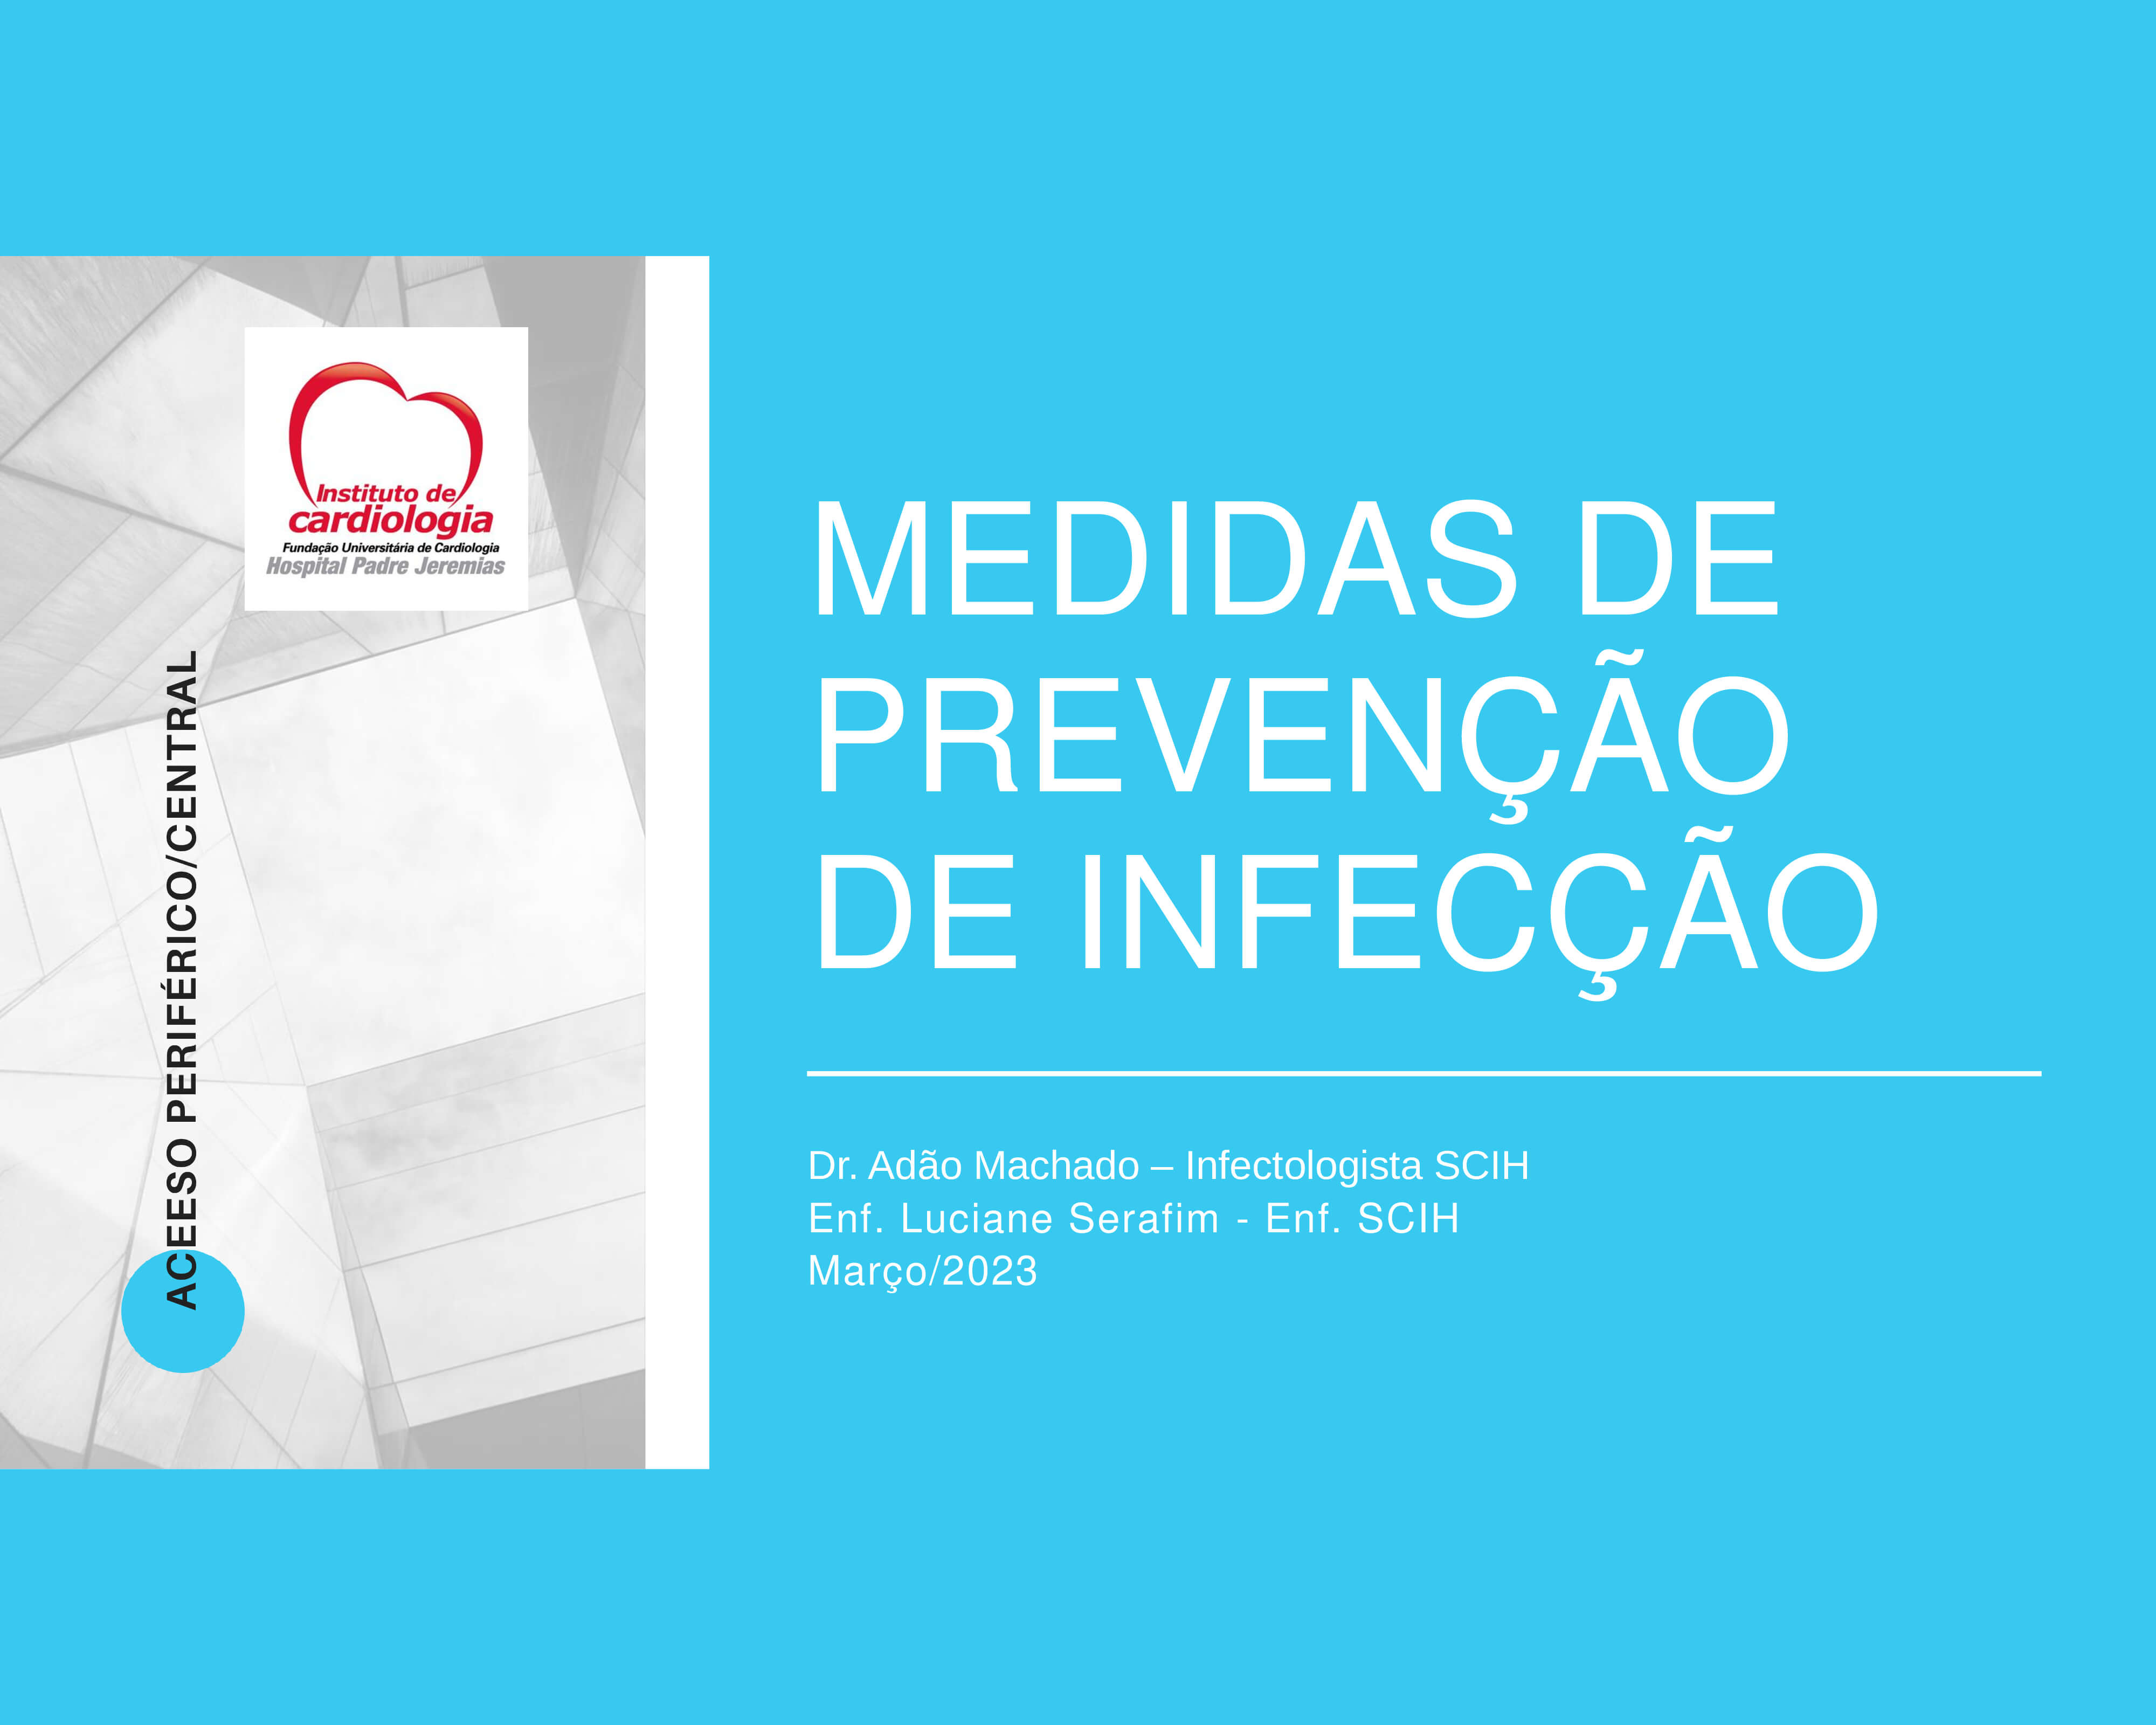 Instituto de
cardiologia
Fundação Universitária de Cardiologia
Hospital Padre Jeremias
ACEESO PERIFÉRICO/CENTRAL
MEDIDAS DE
PREVENÇÃO
DE INFECÇÃO
Dr. Adão Machado – Infectologista SCIH
Enf. Luciane Serafim - Enf. SCIH
Março/2023